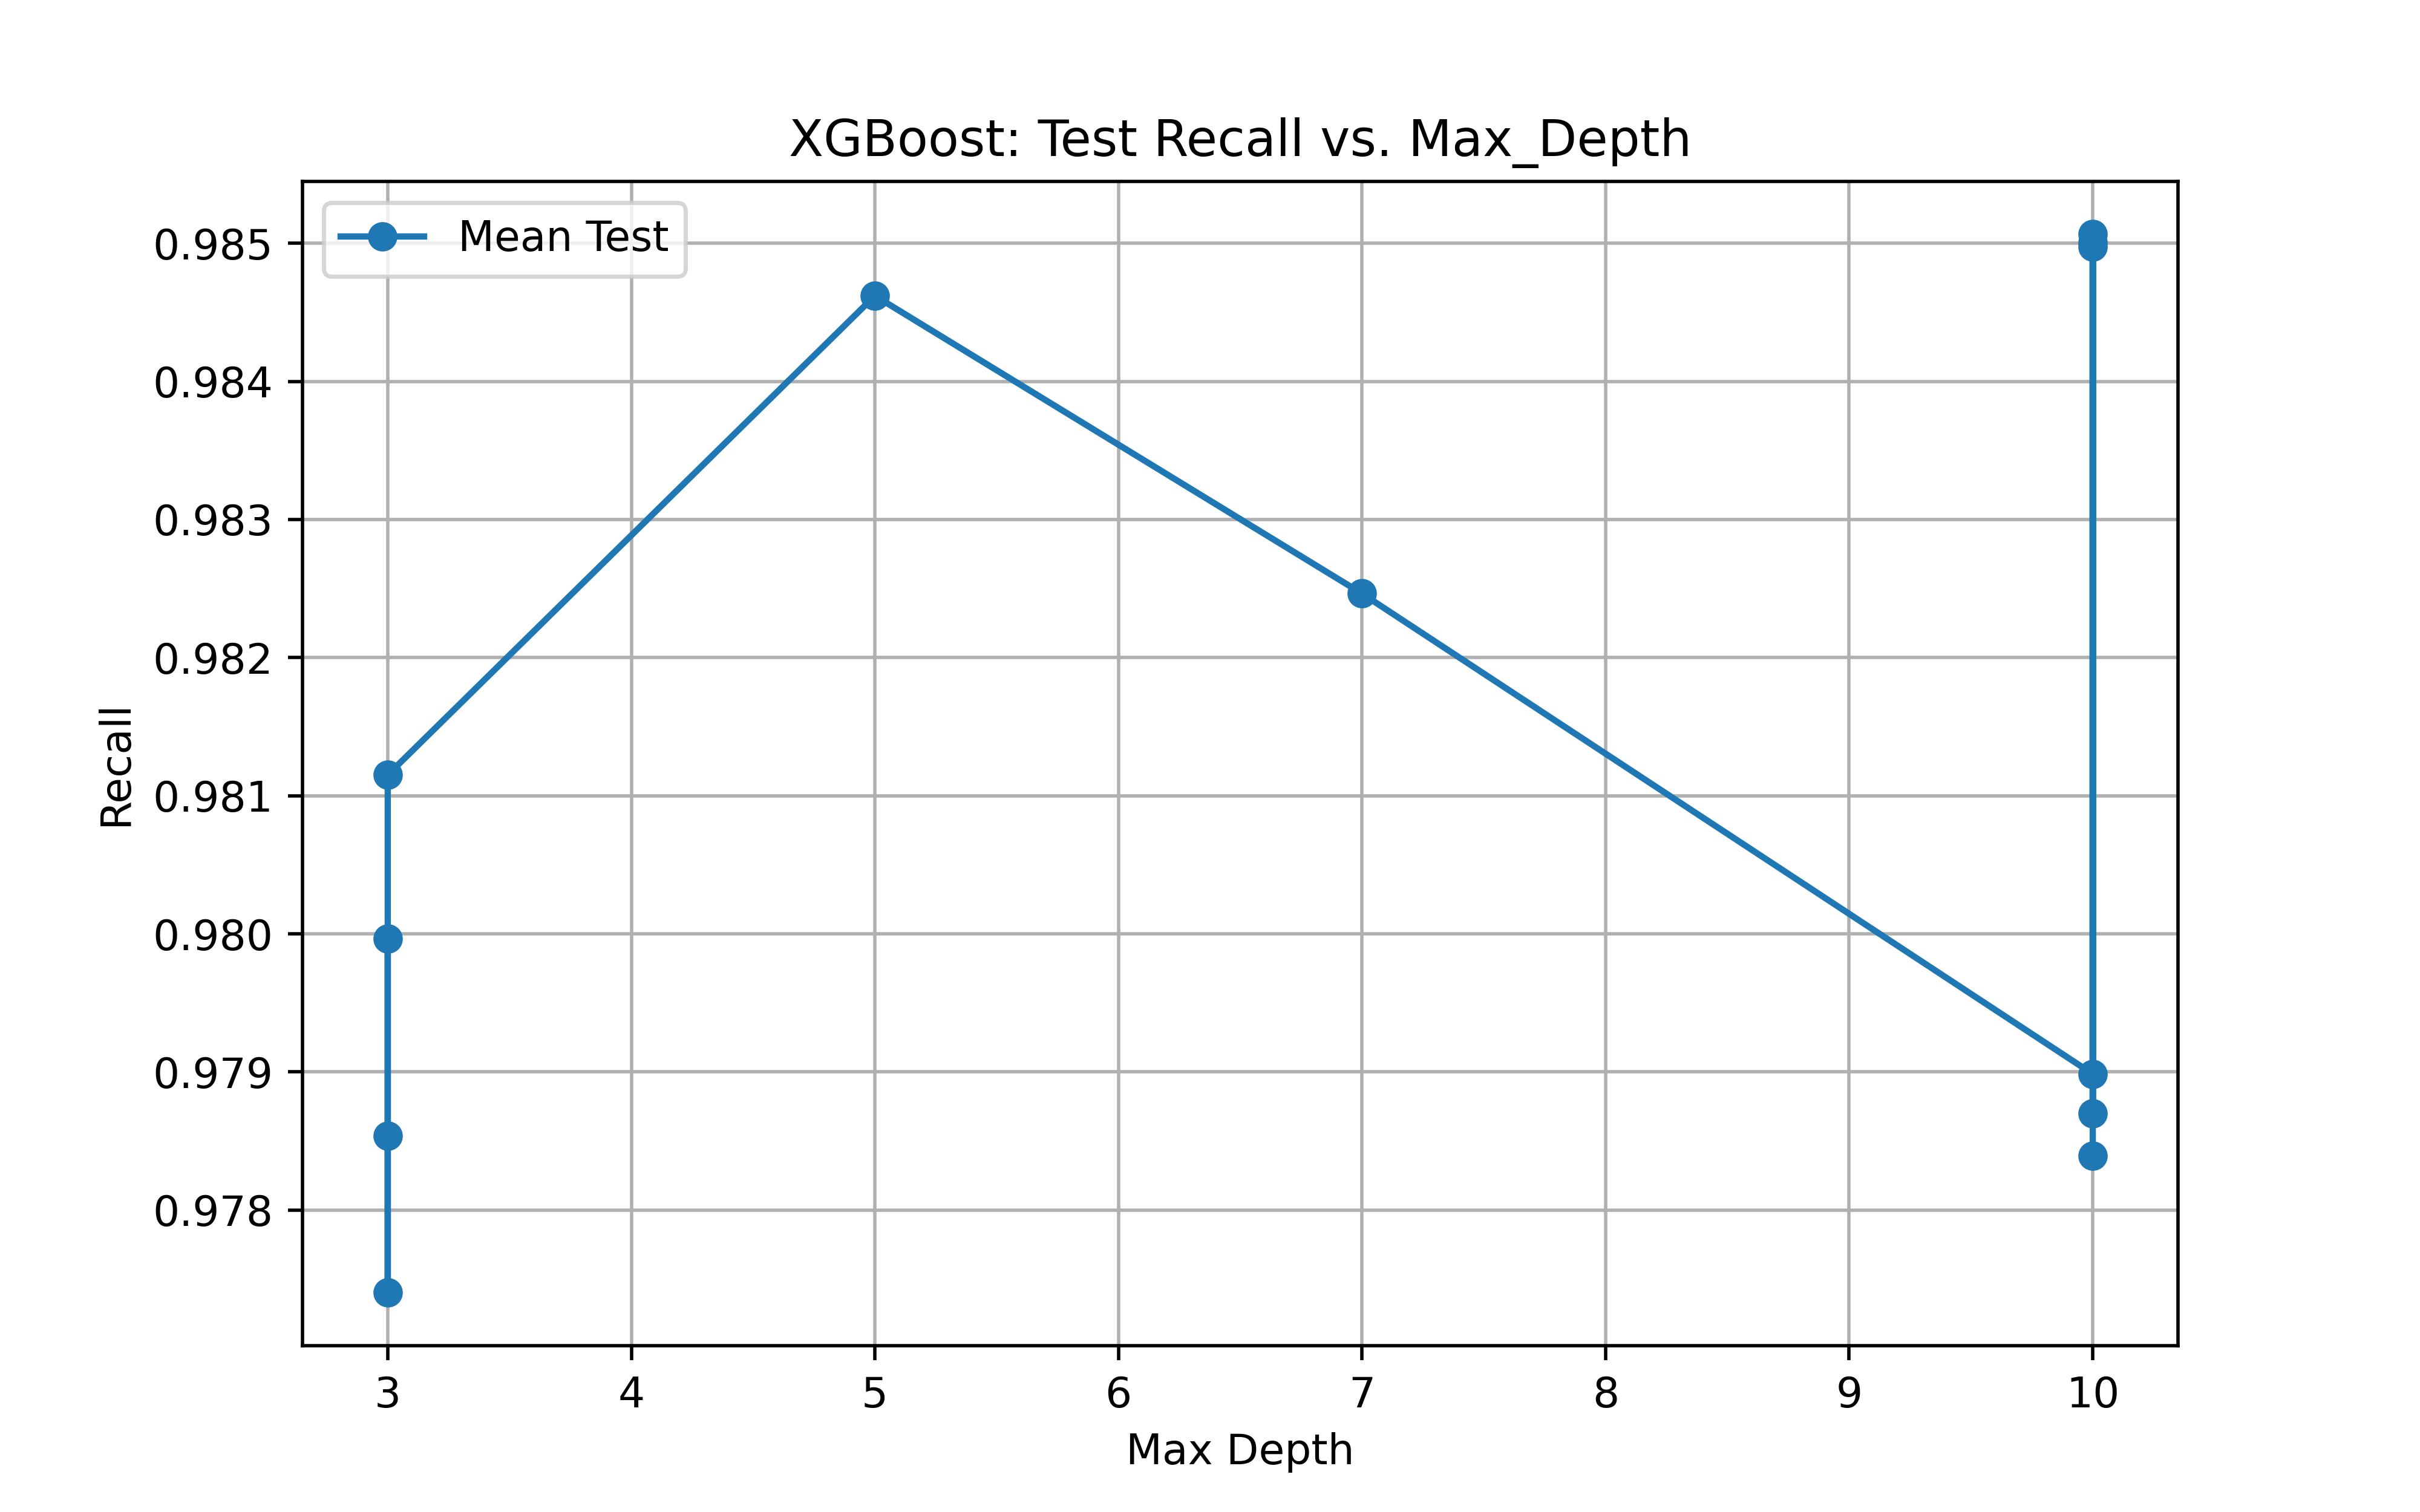 XGBoost: Test Recall vs. Max_Depth
Mean Test
0.985
0.984
0.983
0.982
0.981
0.980
0.979
0.978
Recall
3 4 5 6 7 8 9 10
Max Depth